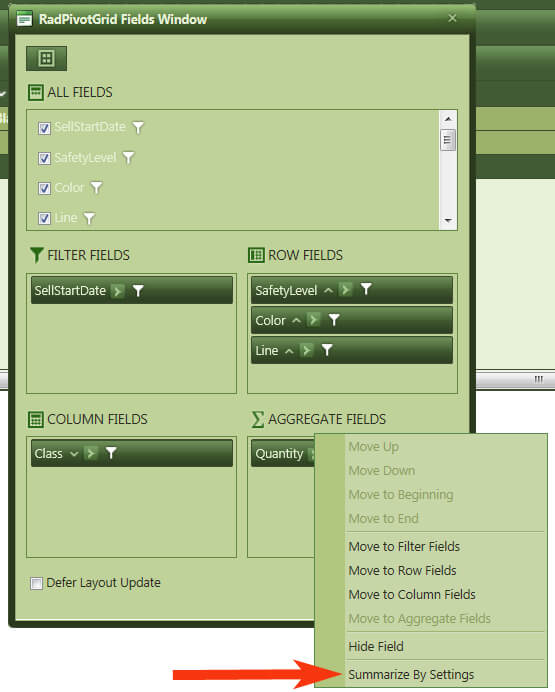 RadPivotGrid Fields Window
ALL FIELDS
SellStartDate
SafetyLevel
Color
Line
FILTER FIELDS
SellStartDate
ROW FIELDS
SafetyLevel
Color
Line
COLUMN FIELDS
Class
AGGREGATE FIELDS
Quantity
Move Up
Move Down
Move to Beginning
Move to End
Move to Filter Fields
Move to Row Fields
Move to Column Fields
Move to Aggregate Fields
Hide Field
Summarize By Settings
Defer Layout Update